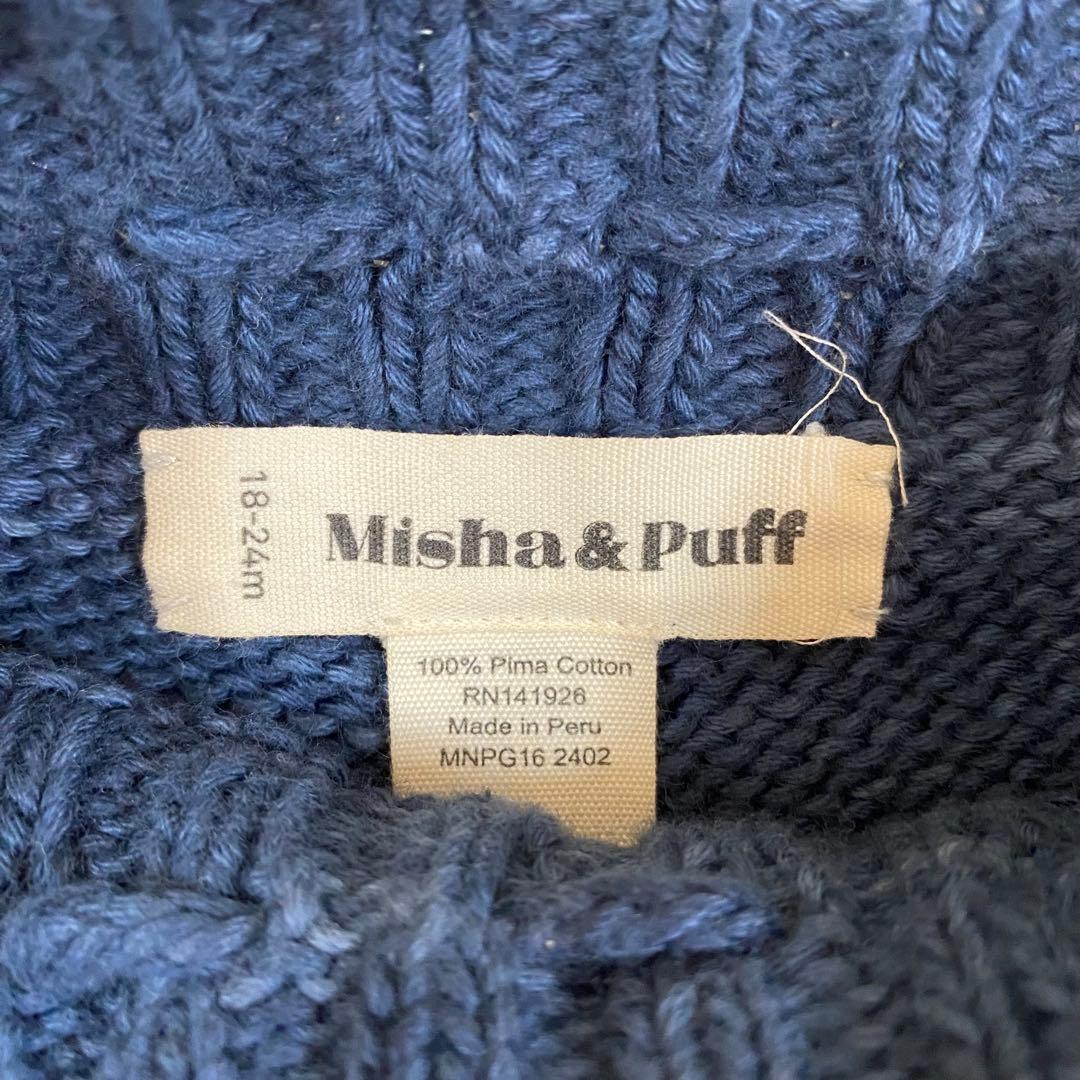 18-24m
Misha & Puff
100% Pima Cotton
RN141926
Made in Peru
MNPG16 2402